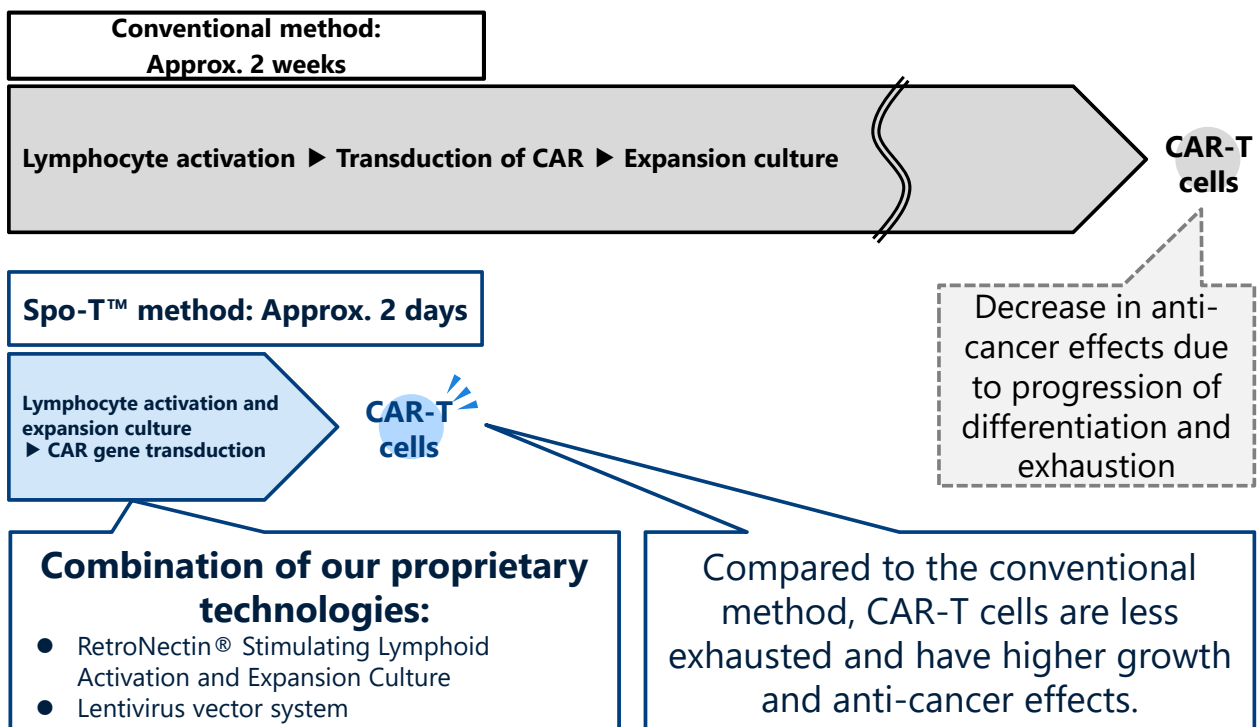 Conventional method:
Approx. 2 weeks
Lymphocyte activation ▶ Transduction of CAR ▶ Expansion culture
CAR-T
cells
Spo-T™ method: Approx. 2 days
Lymphocyte activation and
expansion culture
▶ CAR gene transduction
CAR-T
cells
Decrease in anti-
cancer effects due
to progression of
differentiation and
exhaustion
Combination of our proprietary
technologies:
● RetroNectin® Stimulating Lymphoid
Activation and Expansion Culture
● Lentivirus vector system
Compared to the conventional
method, CAR-T cells are less
exhausted and have higher growth
and anti-cancer effects.